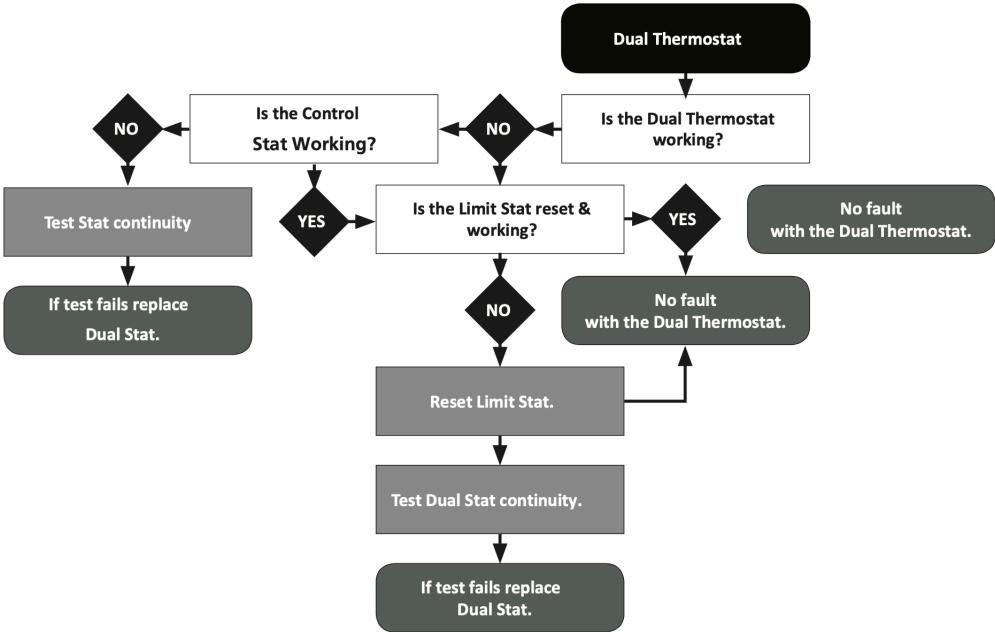 Dual Thermostat
Is the Dual Thermostat
working?
NO
Is the Control
Stat Working?
NO
Test Stat continuity
If test fails replace
Dual Stat.
YES
Is the Limit Stat reset &
working?
YES
No fault
with the Dual Thermostat.
No fault
with the Dual Thermostat.
NO
Reset Limit Stat.
Test Dual Stat continuity.
If test fails replace
Dual Stat.